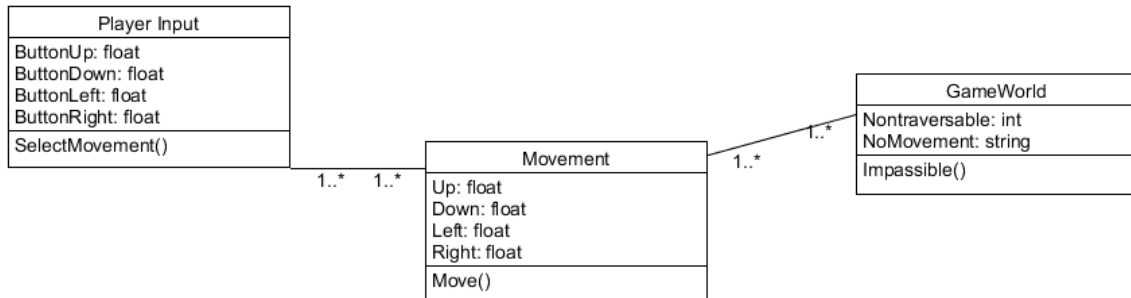 Player Input
ButtonUp: float
ButtonDown: float
ButtonLeft: float
ButtonRight: float
SelectMovement()
1..*
1..*
Movement
Up: float
Down: float
Left: float
Right: float
Move()
1..*
1..*
GameWorld
Nontraversable: int
NoMovement: string
Impassible()